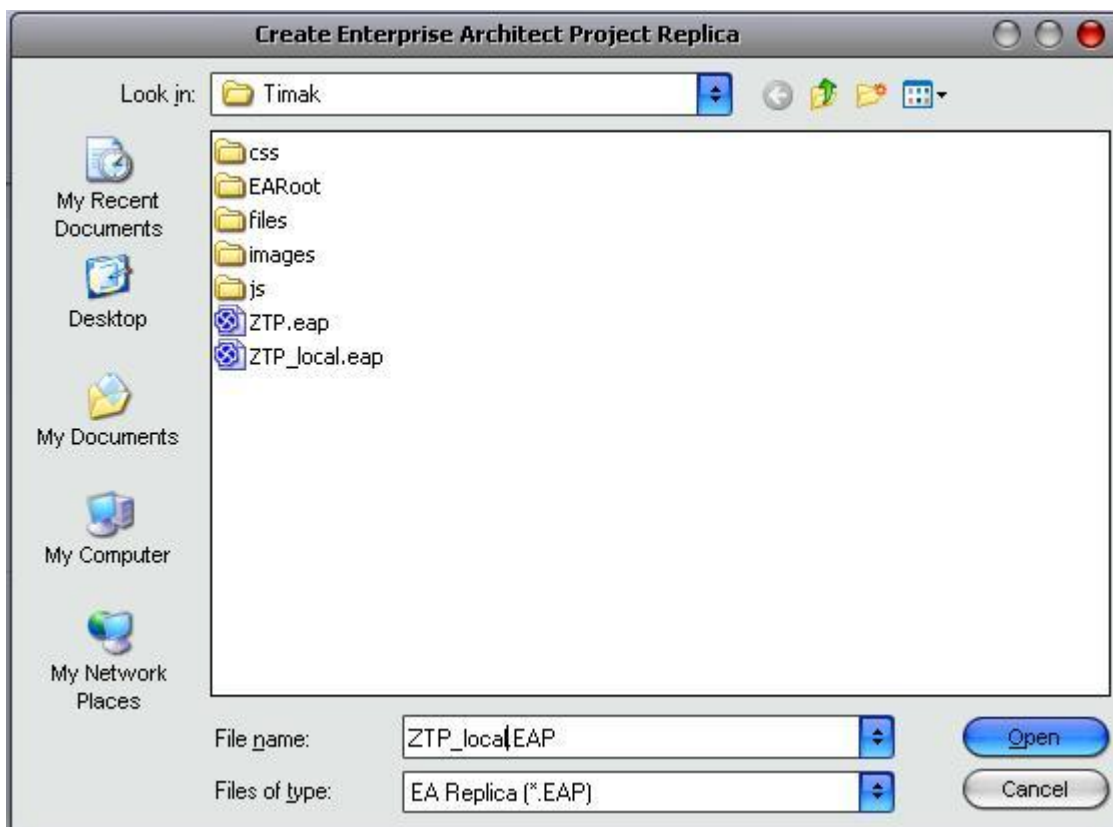 Create Enterprise Architect Project Replica
Look in:
Timak
My Recent
Documents
Desktop
My Documents
My Computer
My Network
Places
css
EARoot
files
images
js
ZTP.eap
ZTP_local.eap
File name:
ZTP_local.EAP
Open
Files of type:
EA Replica (*.EAP)
Cancel